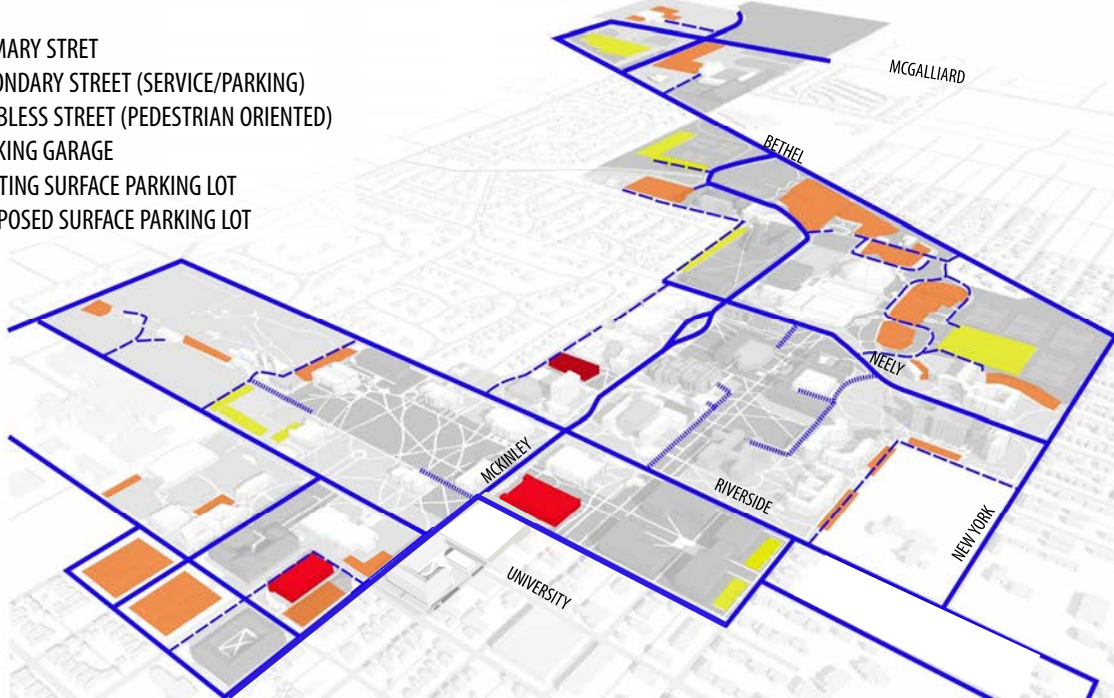 MARY STRET
ONDARY STREET (SERVICE/PARKING)
BLESS STREET (PEDESTRIAN ORIENTED)
KING GARAGE
TING SURFACE PARKING LOT
POSED SURFACE PARKING LOT
MCGALLIARD
BETHEL
NEELY
MCKINLEY
RIVERSIDE
NEW YORK
UNIVERSITY